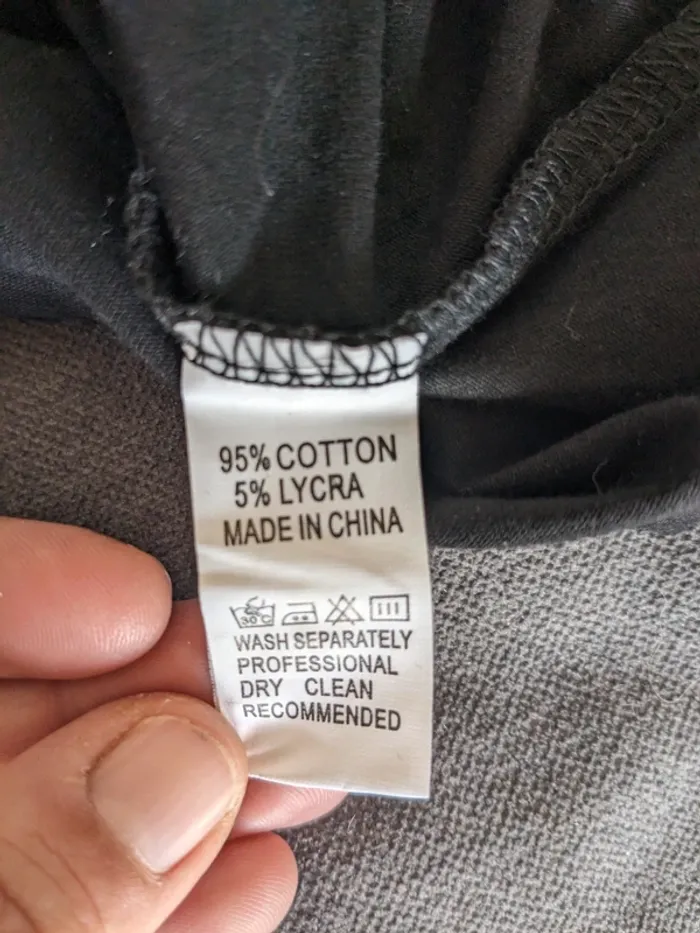 95% COTTON
5% LYCRA
MADE IN CHINA
30°C
WASH SEPARATELY
PROFESSIONAL
DRY CLEAN
RECOMMENDED